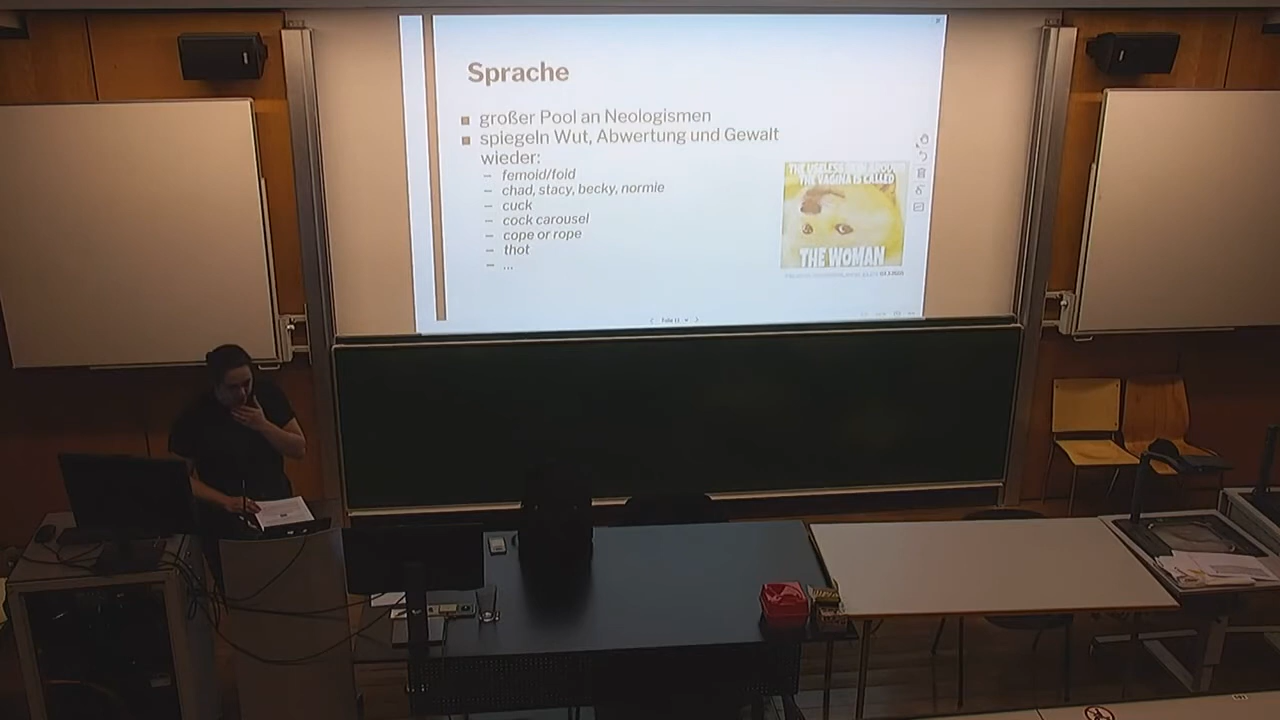 Sprache
großer Pool an Neologismen
spiegeln Wut, Abwertung und Gewalt
wieder:
femoid/foid
chad, stacy, becky, normie
cuck
cock carousel
cope or rope
thot
...
THE VAGINA IS CALLED
THE WOMAN